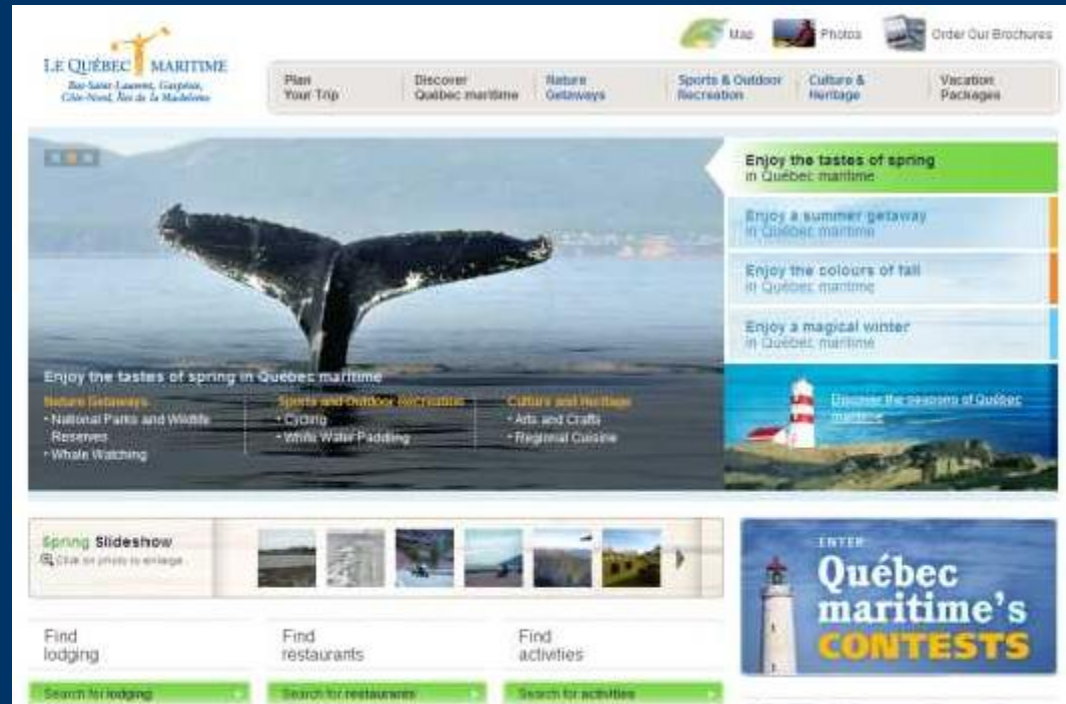 Map
Photos
Order Our Brochures
LE QUÉBEC MARITIME
Bas-Saint-Laurent, Gaspésie,
Côte-Nord, Îles de la Madeleine
Plan
Your Trip
Discover
Québec maritime
Nature
Getaways
Sports & Outdoor
Recreation
Culture &
Heritage
Vacation
Packages
Enjoy the tastes of spring
in Québec maritime
Enjoy a summer getaway
in Québec maritime
Enjoy the colours of fall
in Québec maritime
Enjoy a magical winter
in Québec maritime
Discover the seasons of Québec
maritime
Enjoy the tastes of spring in Québec maritime
Nature Getaways
• National Parks and Wildlife
Reserves
• Whale Watching
Sports and Outdoor Recreation
• Cycling
• White Water Paddling
Culture and Heritage
• Arts and Crafts
• Regional Cuisine
Spring Slideshow
Click on photo to enlarge
ENTER
Québec
maritime's
CONTESTS
Find
lodging
Search for lodging
Find
restaurants
Search for restaurants
Find
activities
Search for activities